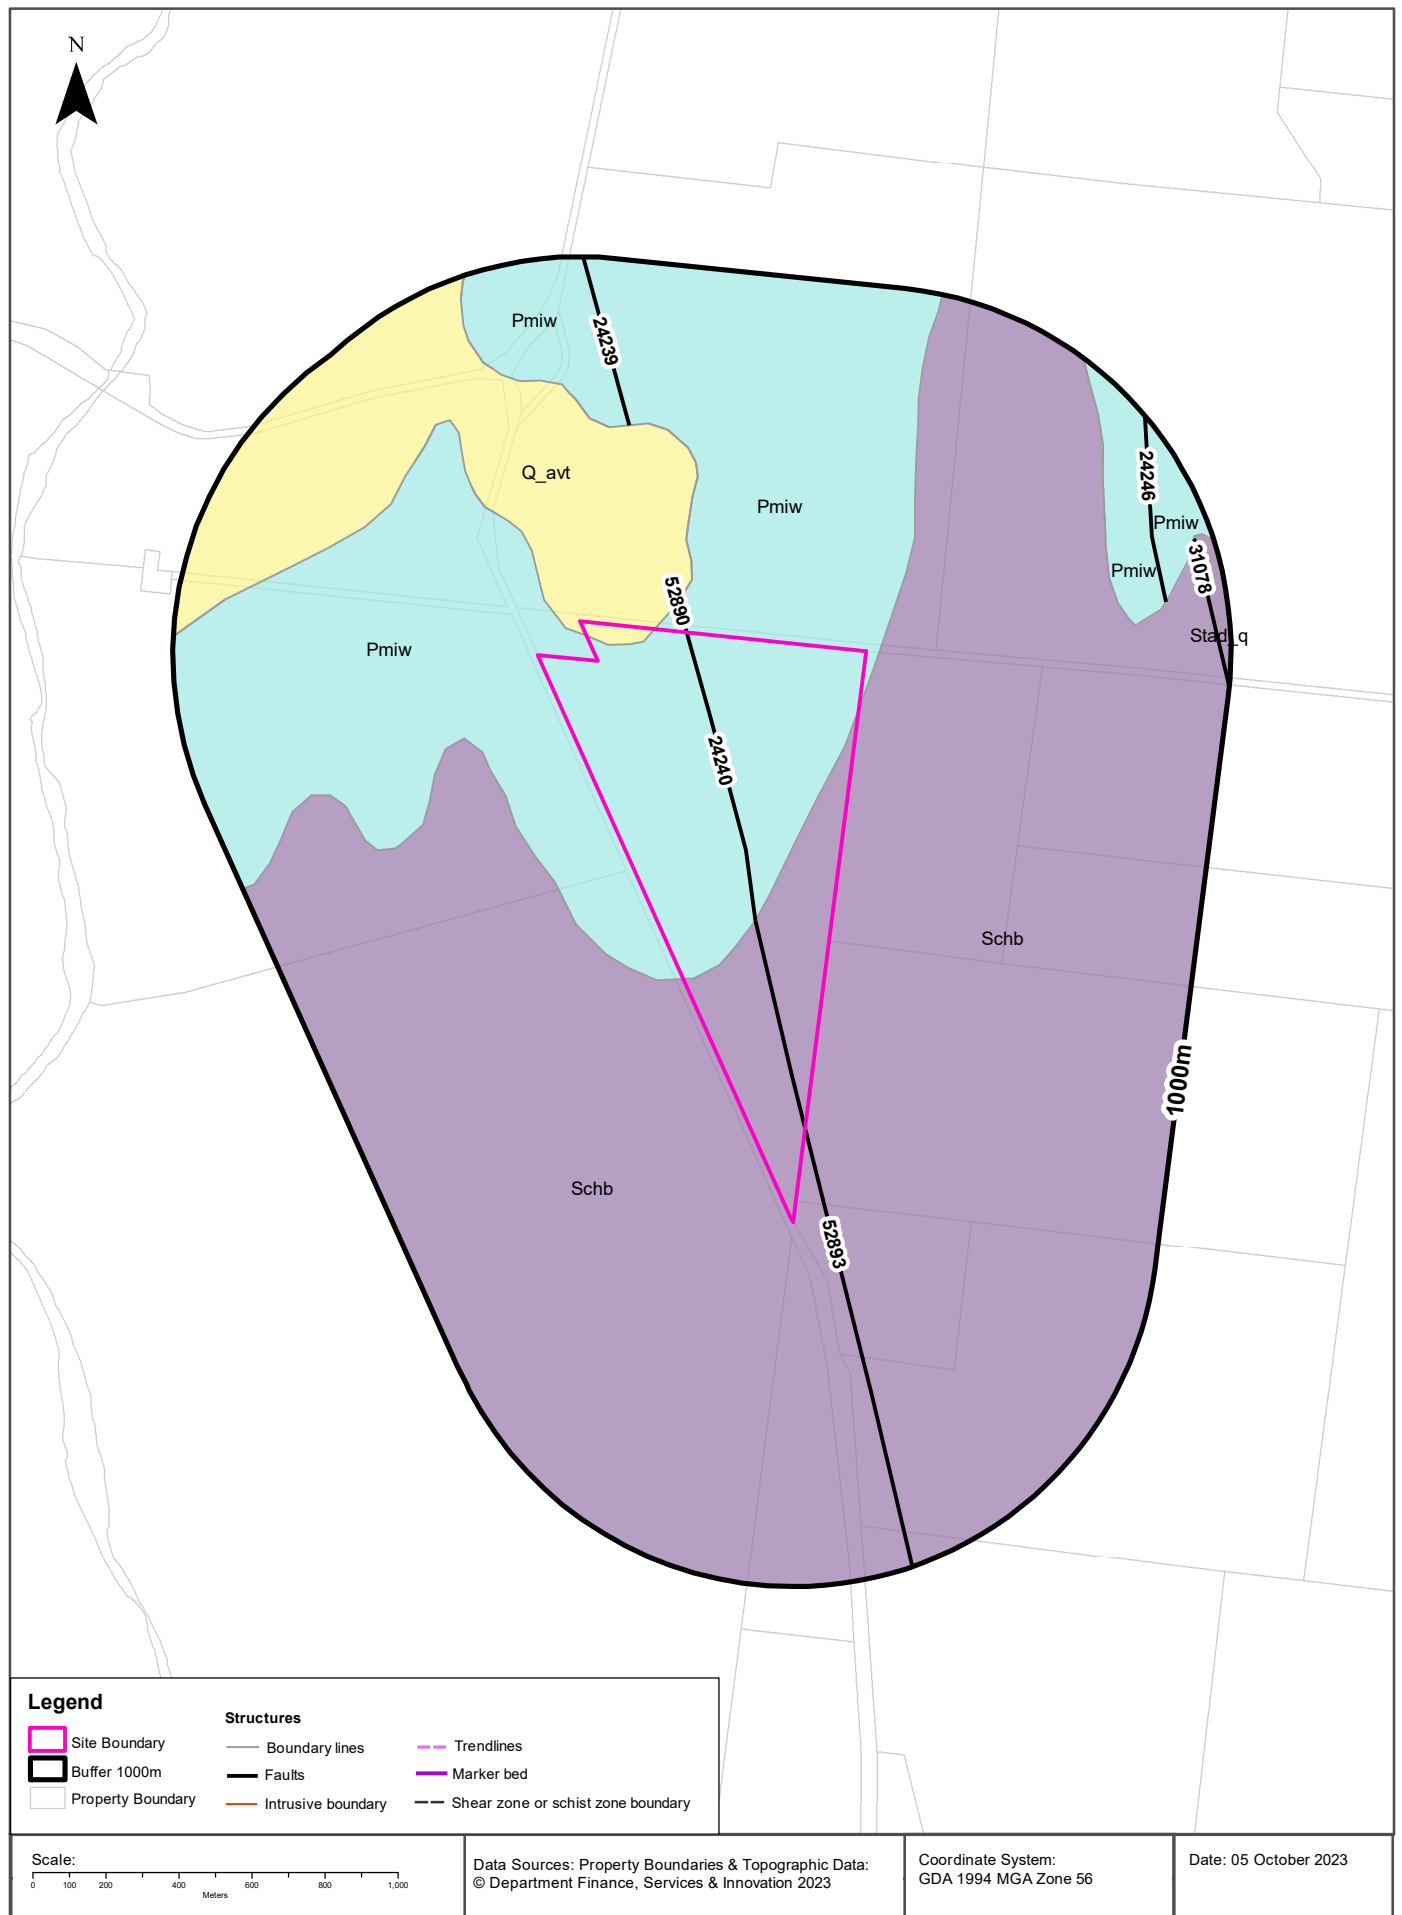 N
Pmiw
24239
Q_avt
Pmiw
24246
Pmiw
Pmiw
31078
52890
Stad_q
Pmiw
24240
Schb
1000m
Schb
52893
Legend
Site Boundary
Buffer 1000m
Property Boundary
Structures
Boundary lines
Faults
Intrusive boundary
Trendlines
Marker bed
Shear zone or schist zone boundary
Scale:
0 100 200 400 600 800 1,000
Meters
Data Sources: Property Boundaries & Topographic Data:
© Department Finance, Services & Innovation 2023
Coordinate System:
GDA 1994 MGA Zone 56
Date: 05 October 2023